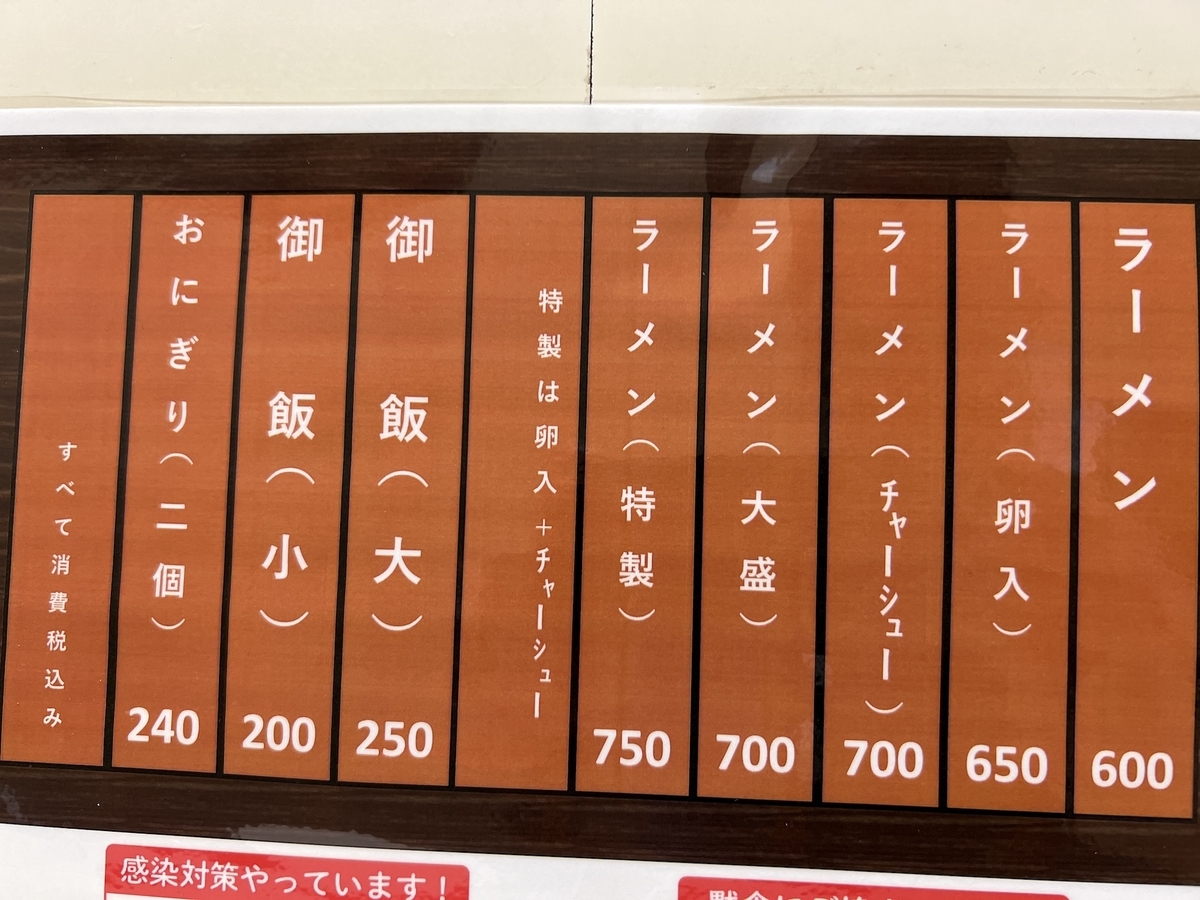 ラーメン 600
ラーメン（卵入）650
ラーメン（チャーシュー）700
ラーメン（大盛）700
ラーメン（特製）750
特製は卵入＋チャーシュー
御飯（大）250
御飯（小）200
おにぎり（二個）240
すべて消費税込み
感染対策やっています！